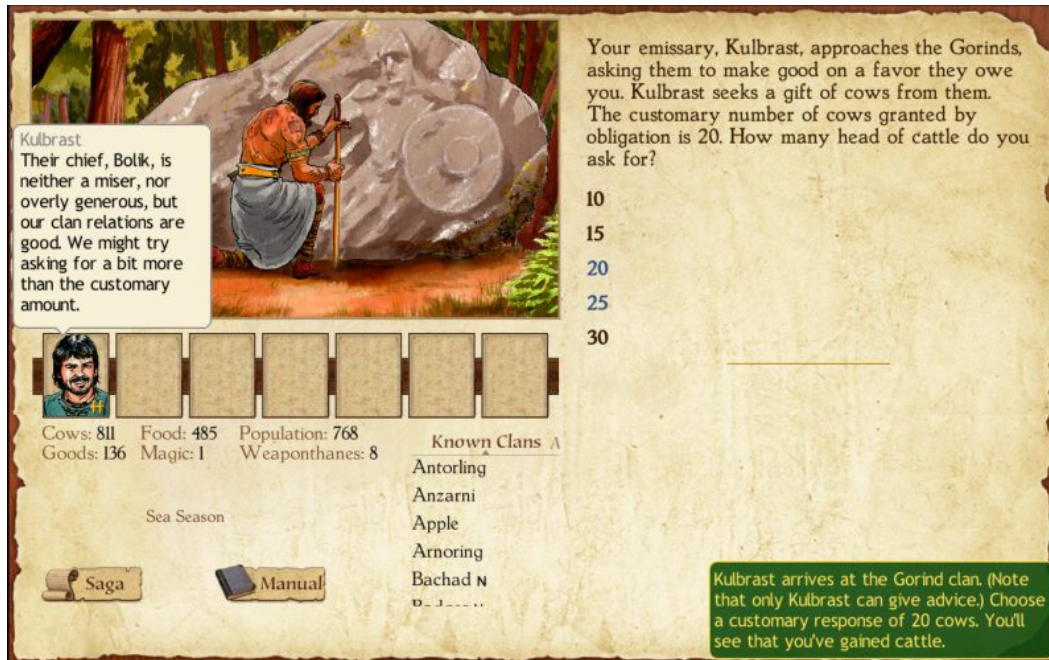 Your emissary, Kulbrast, approaches the Gorinds,
asking them to make good on a favor they owe
you. Kulbrast seeks a gift of cows from them.
The customary number of cows granted by
obligation is 20. How many head of cattle do you
ask for?
10
15
20
25
30
Kulbrast
Their chief, Bolik, is
neither a miser, nor
overly generous, but
our clan relations are
good. We might try
asking for a bit more
than the customary
amount.
H
Cows: 811 Food: 485 Population: 768
Goods: 136 Magic: 1 Weaponthanes: 8
Sea Season
Known Clans A
Antorling
Anzarni
Apple
Arnoring
Bachad N
Saga
Manual
Kulbrast arrives at the Gorind clan. (Note
that only Kulbrast can give advice.) Choose
a customary response of 20 cows. You'll
see that you've gained cattle.